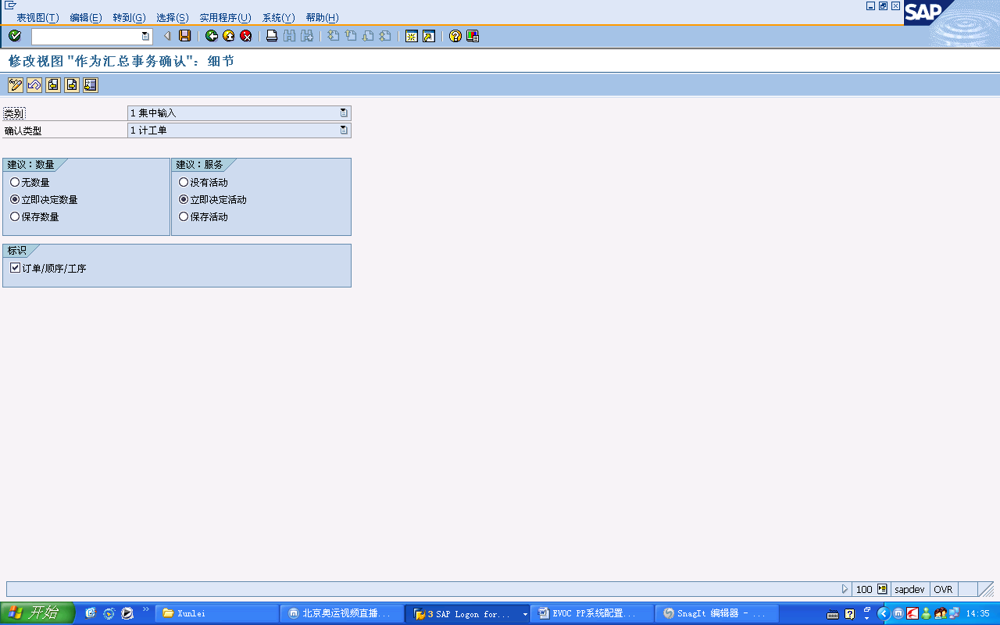 表视图(T) 编辑(E) 转到(G) 选择(S) 实用程序(U) 系统(Y) 帮助(H)
SAP
修改视图 "作为汇总事务确认"：细节
类别 1 集中输入
确认类型 1 计工单
建议：数量 建议：服务
无数量 没有活动
立即决定数量 立即决定活动
保存数量 保存活动
标识
订单/顺序/工序
100 sapdev OVR
开始 Xunlei 北京奥运视频直播... 3 SAP Logon for... EVOC PP系统配置... SnagIt 编辑器 - ... 14:35